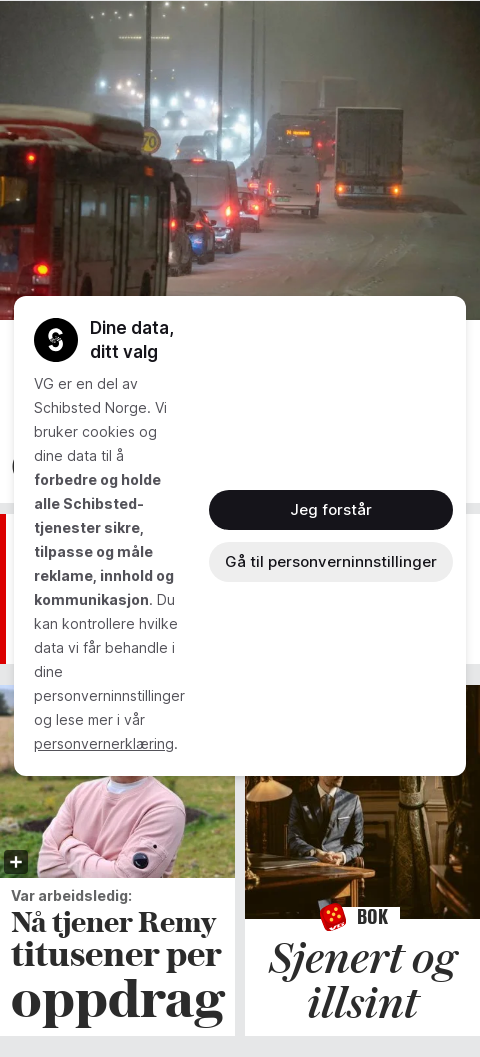 70
Dine data,
ditt valg
VG er en del av
Schibsted Norge. Vi
bruker cookies og
dine data til å
forbedre og holde
alle Schibsted-
tjenester sikre,
tilpasse og måle
reklame, innhold og
kommunikasjon. Du
kan kontrollere hvilke
data vi får behandle i
dine
personverninnstillinger
og lese mer i vår
personvernerklæring.
Jeg forstår
Gå til personverninnstillinger
Var arbeidsledig:
Nå tjener Remy
titusener per
oppdrag
BOK
Sjenert og
illsint